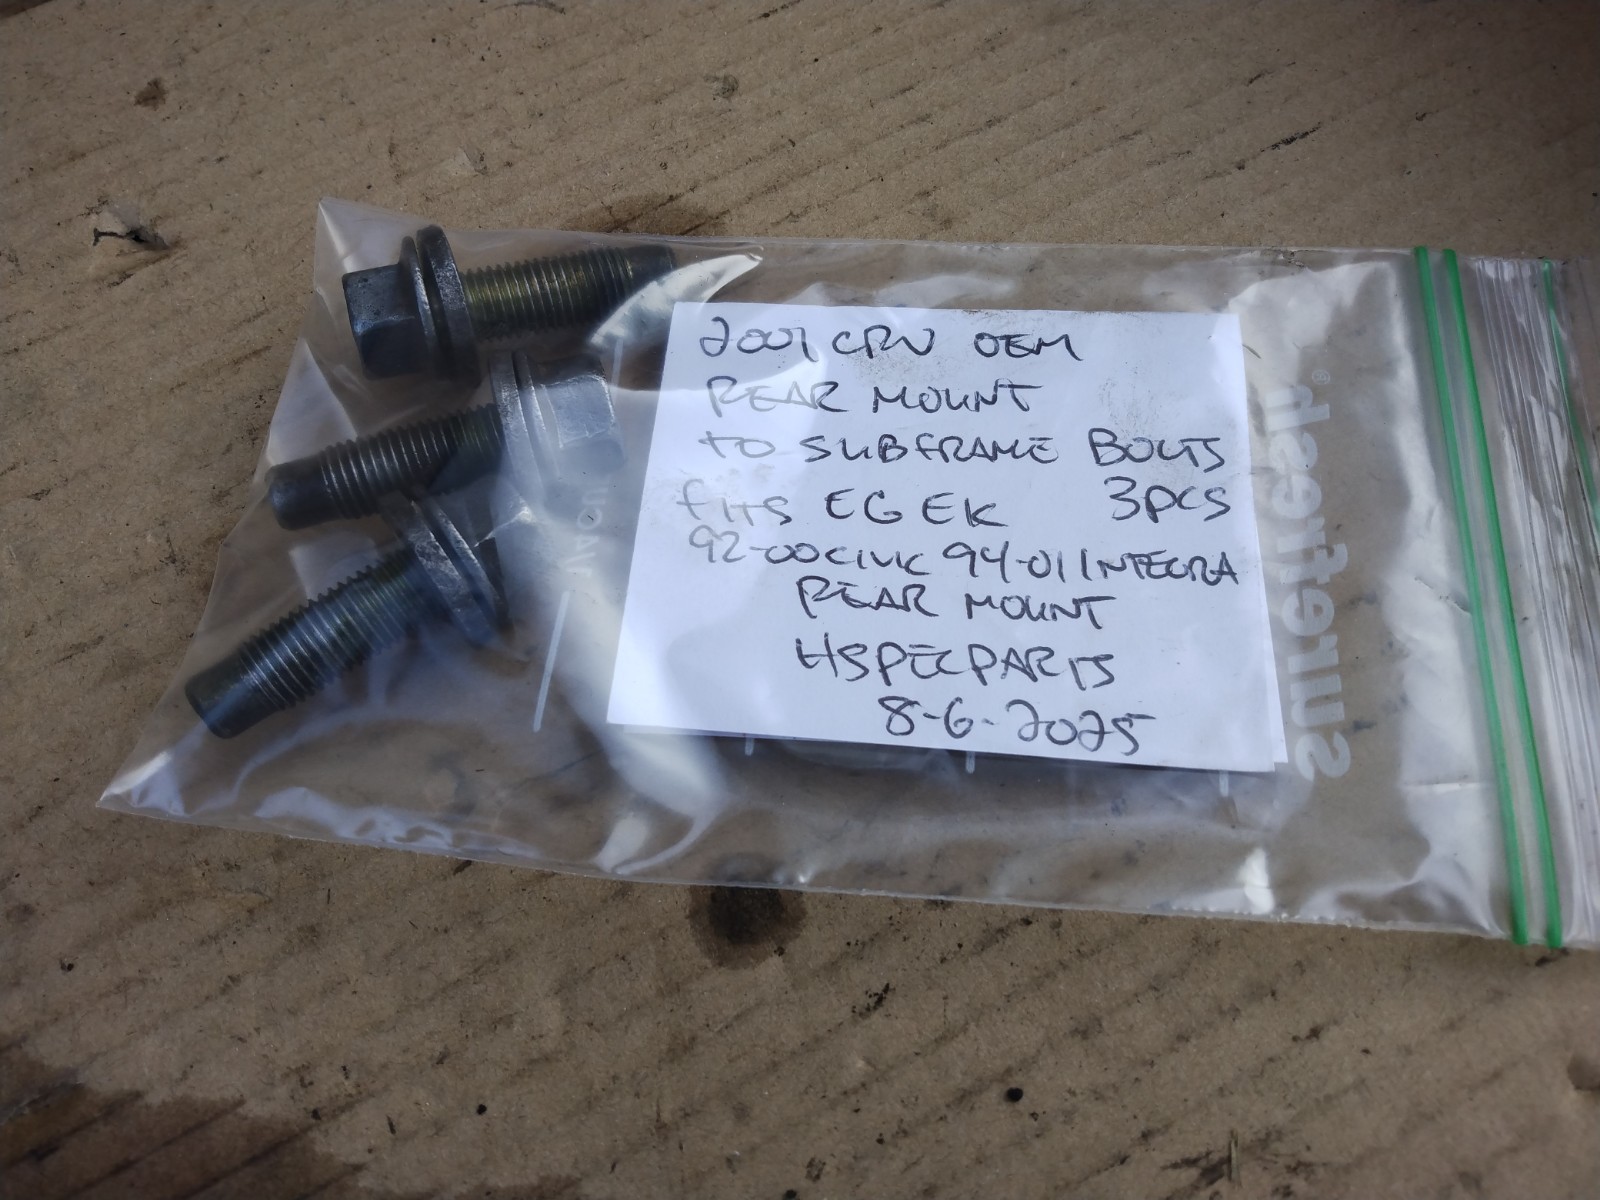 2001 CRV OEM
REAR MOUNT
TO SUBFRAME BOLTS
FITS EG EK 3PCS
92-00 CIVIC 94-01 INTEGRA
REAR MOUNT
HSPECPARTS
8-6-2025
surefresh®